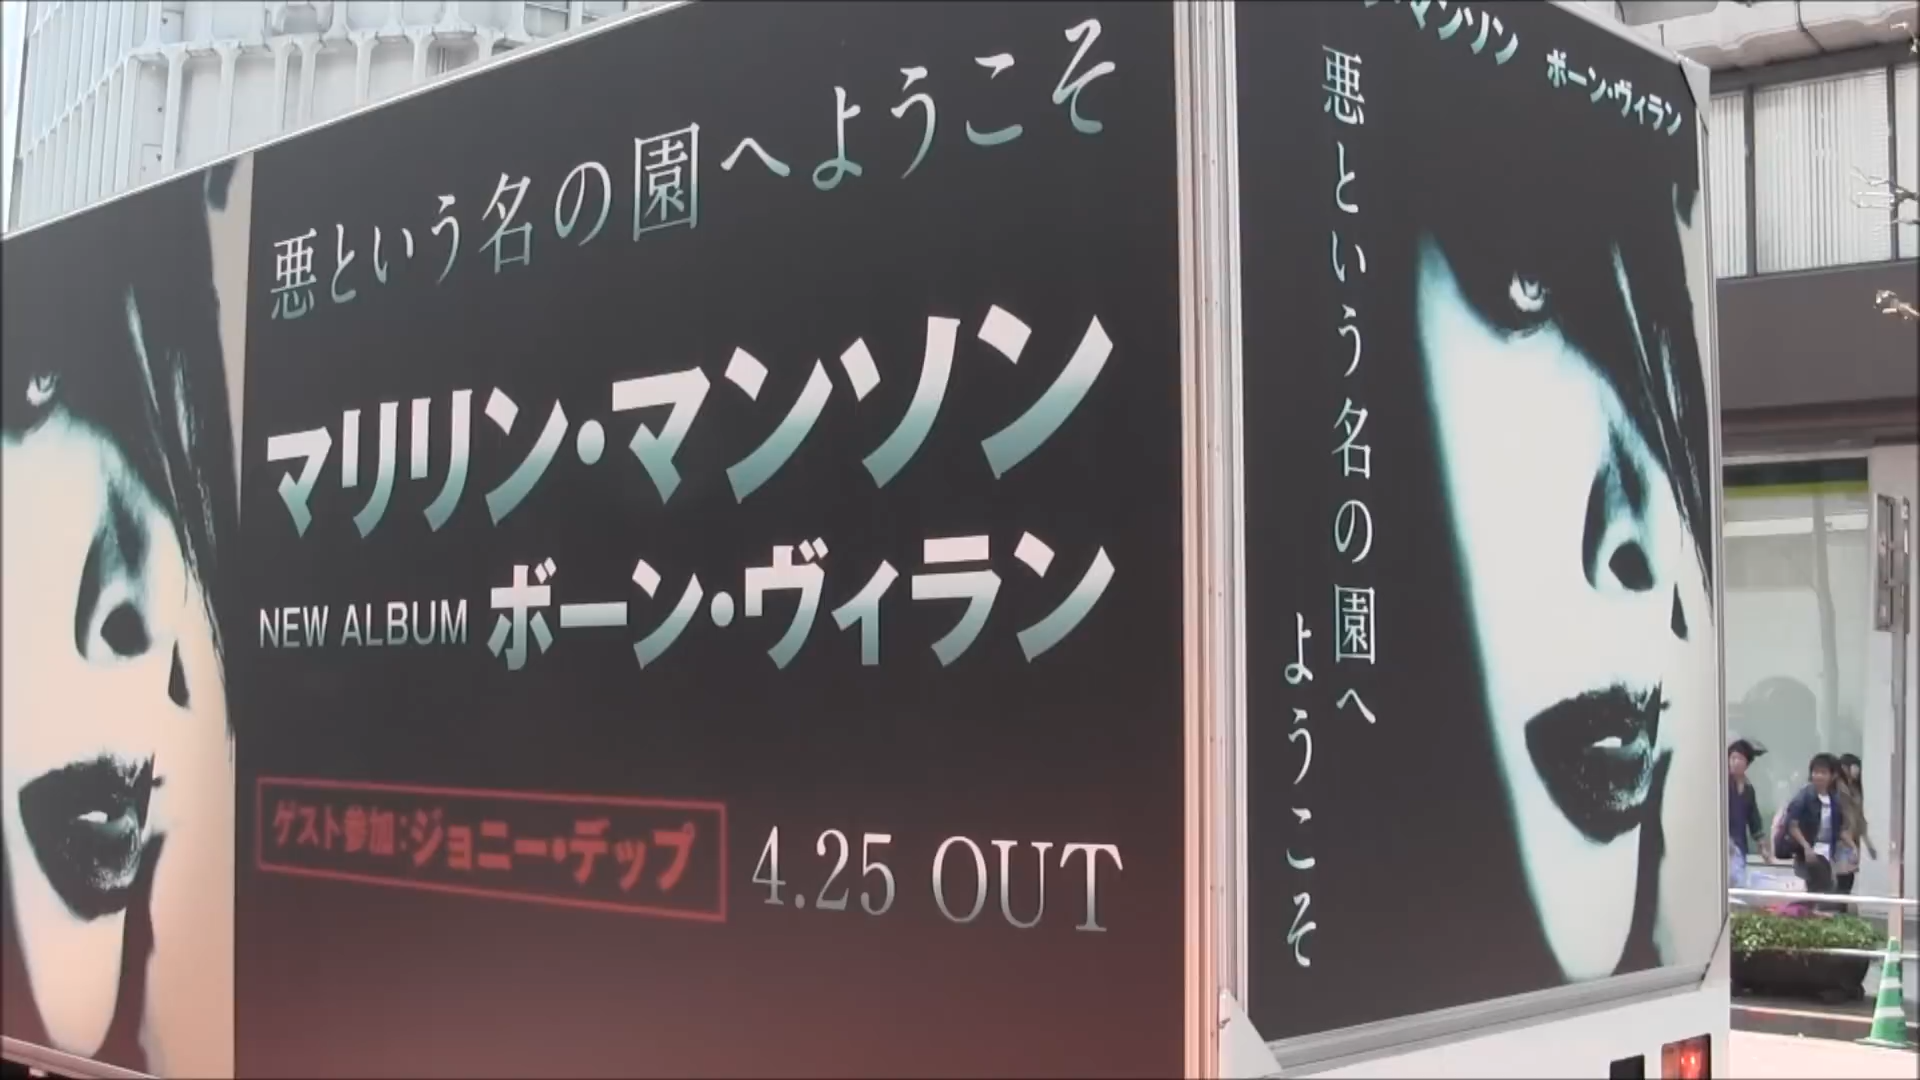 悪という名の園へようこそ
マリリン・マンソン
NEW ALBUM ボーン・ヴィラン
ゲスト参加:ジョニー・デップ
4.25 OUT
マンソン ボーン・ヴィラン
悪という名の園へ
ようこそ